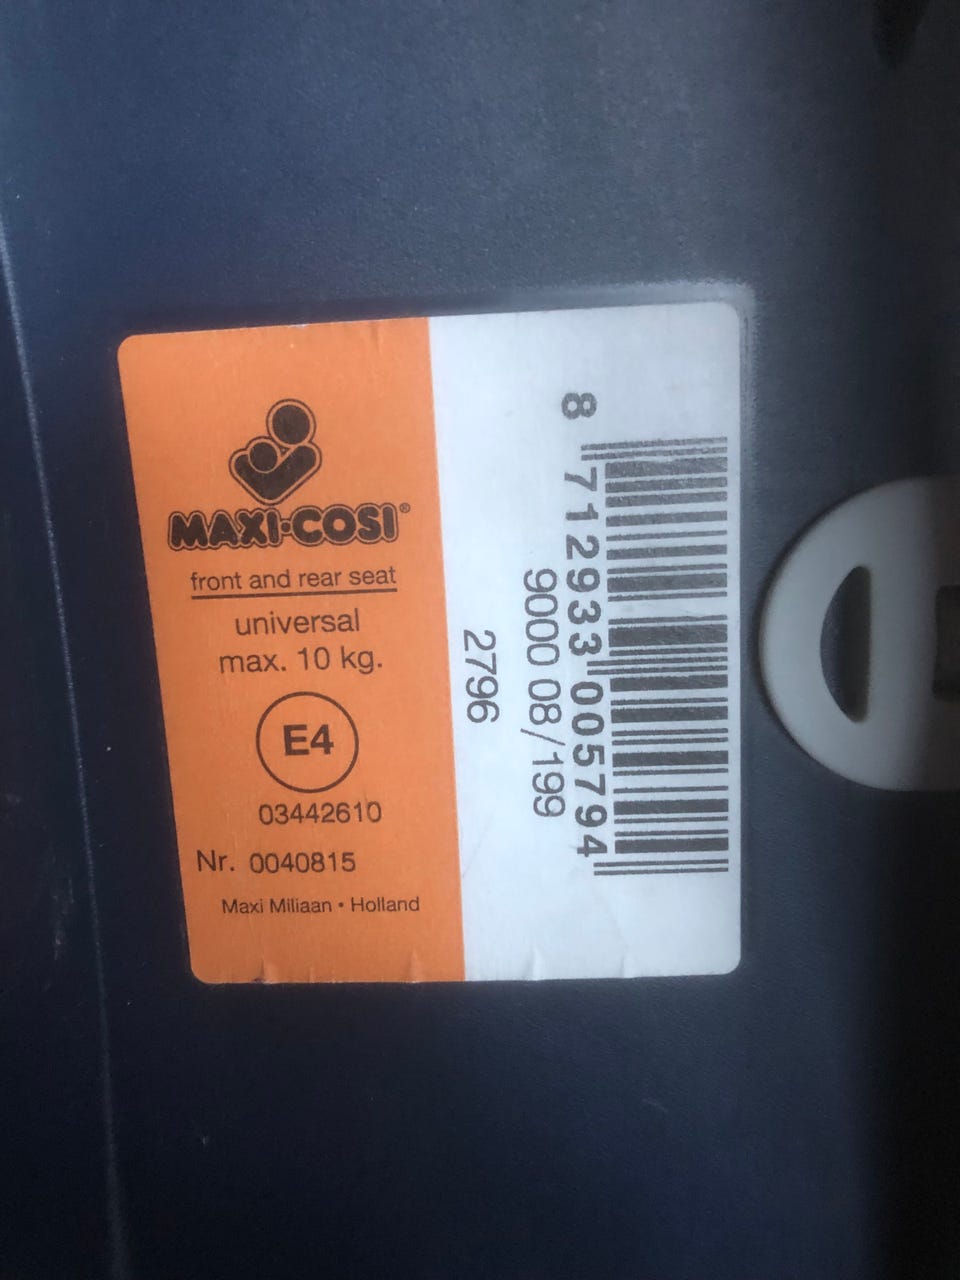 MAXI·COSI®
front and rear seat
universal
max. 10 kg.
E4
03442610
Nr. 0040815
Maxi Miliaan • Holland
8 712933 005794
9000 08/199
2796